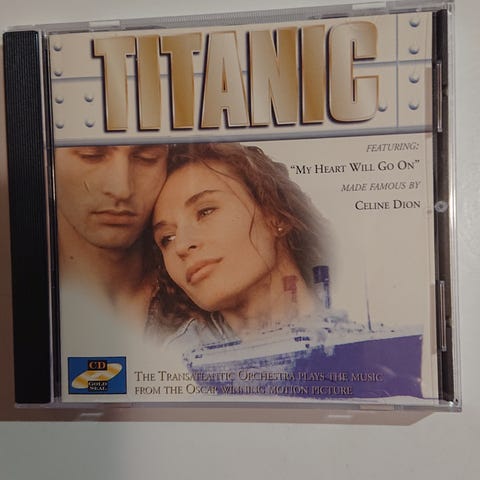 TITANIC
FEATURING:
"MY HEART WILL GO ON"
MADE FAMOUS BY
CELINE DION
CD
GOLD
SEAL
THE TRANSATLANTIC ORCHESTRA PLAYS THE MUSIC
FROM THE OSCAR WINNING MOTION PICTURE